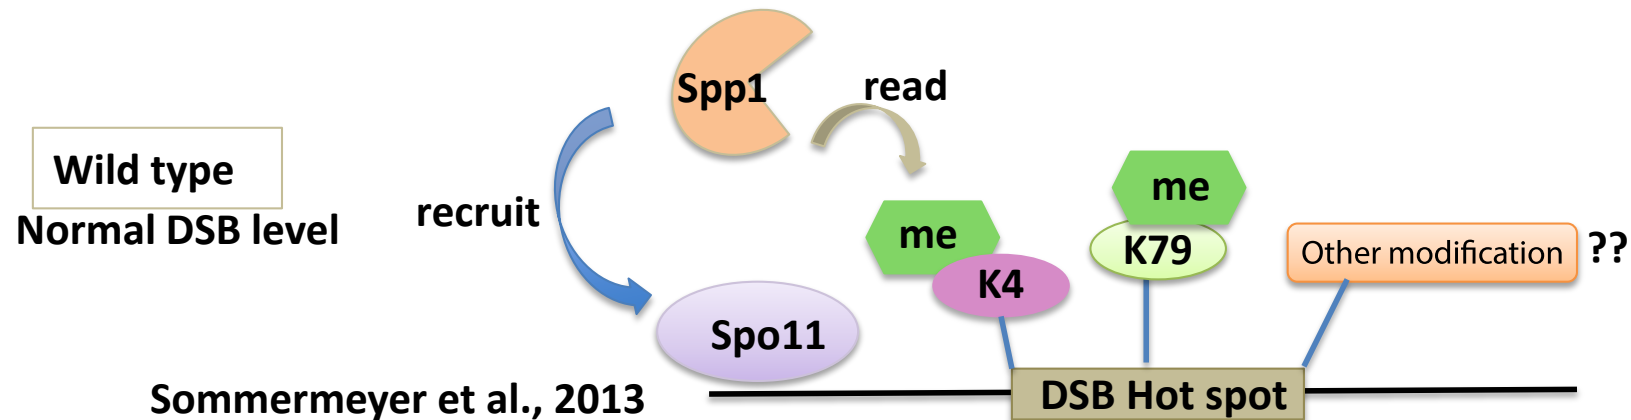 Spp1
read
Wild type
Normal DSB level
recruit
me
me
K79
K4
Other modification ??
Spo11
Sommermeyer et al., 2013
DSB Hot spot